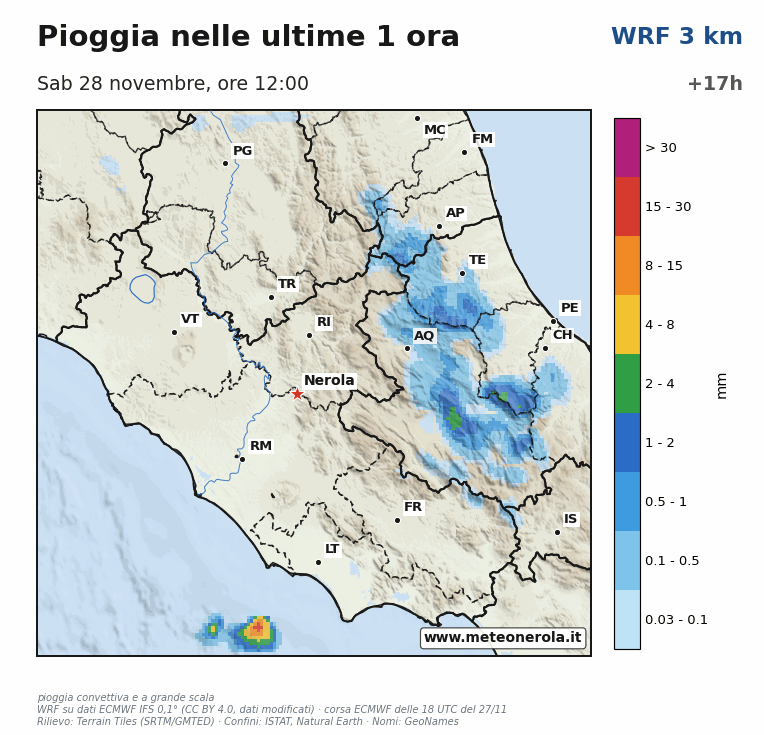 Pioggia nelle ultime 1 ora
WRF 3 km
Sab 28 novembre, ore 12:00
+17h
MC
FM
PG
AP
TE
TR
PE
VT
RI
AQ
CH
Nerola
RM
FR
IS
LT
www.meteonerola.it
> 30
15 - 30
8 - 15
4 - 8
2 - 4
1 - 2
0.5 - 1
0.1 - 0.5
0.03 - 0.1
mm
pioggia convettiva e a grande scala
WRF su dati ECMWF IFS 0,1° (CC BY 4.0, dati modificati) · corsa ECMWF delle 18 UTC del 27/11
Rilievo: Terrain Tiles (SRTM/GMTED) · Confini: ISTAT, Natural Earth · Nomi: GeoNames